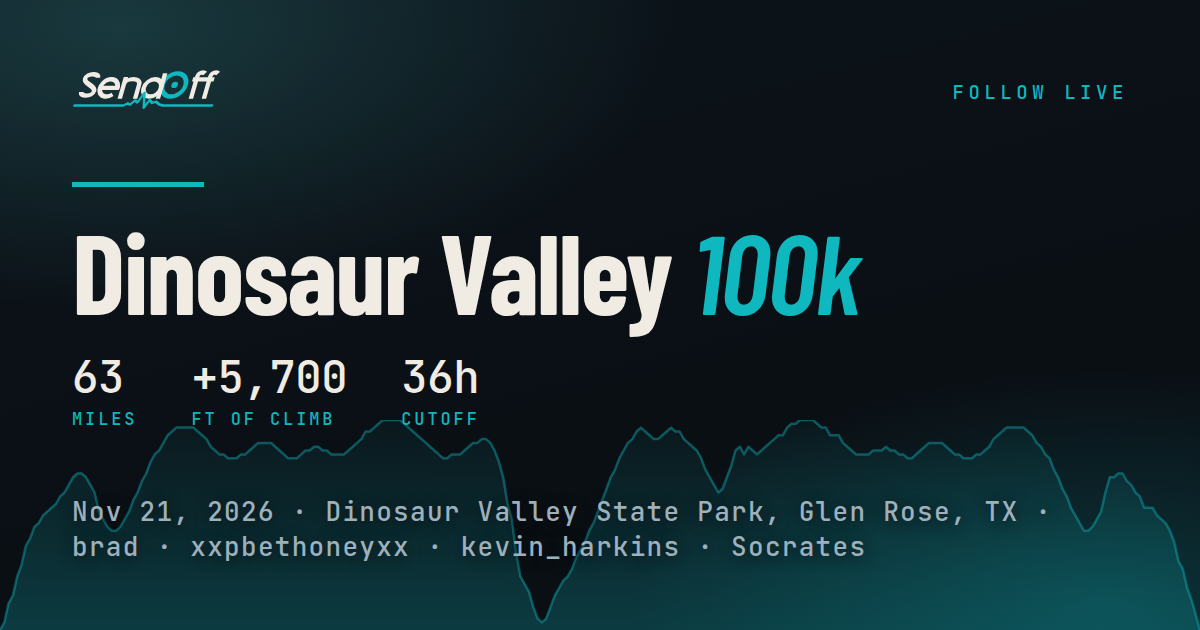 SendOff
FOLLOW LIVE
Dinosaur Valley 100k
63 +5,700 36h
MILES FT OF CLIMB CUTOFF
Nov 21, 2026 · Dinosaur Valley State Park, Glen Rose, TX ·
brad · xxpbethoneyxx · kevin_harkins · Socrates